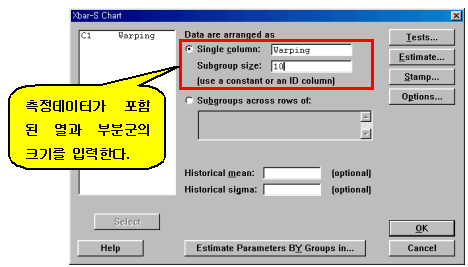 Xbar-S Chart
C1 Warping
Data are arranged as
Single column: Warping
Subgroup size: 10
(use a constant or an ID column)
Subgroups across rows of:
Historical mean: (optional)
Historical sigma: (optional)
Tests...
Estimate...
Stamp...
Options...
측정데이터가 포함
된 열과 부분군의
크기를 입력한다.
Select
Help
Estimate Parameters BY Groups in...
OK
Cancel